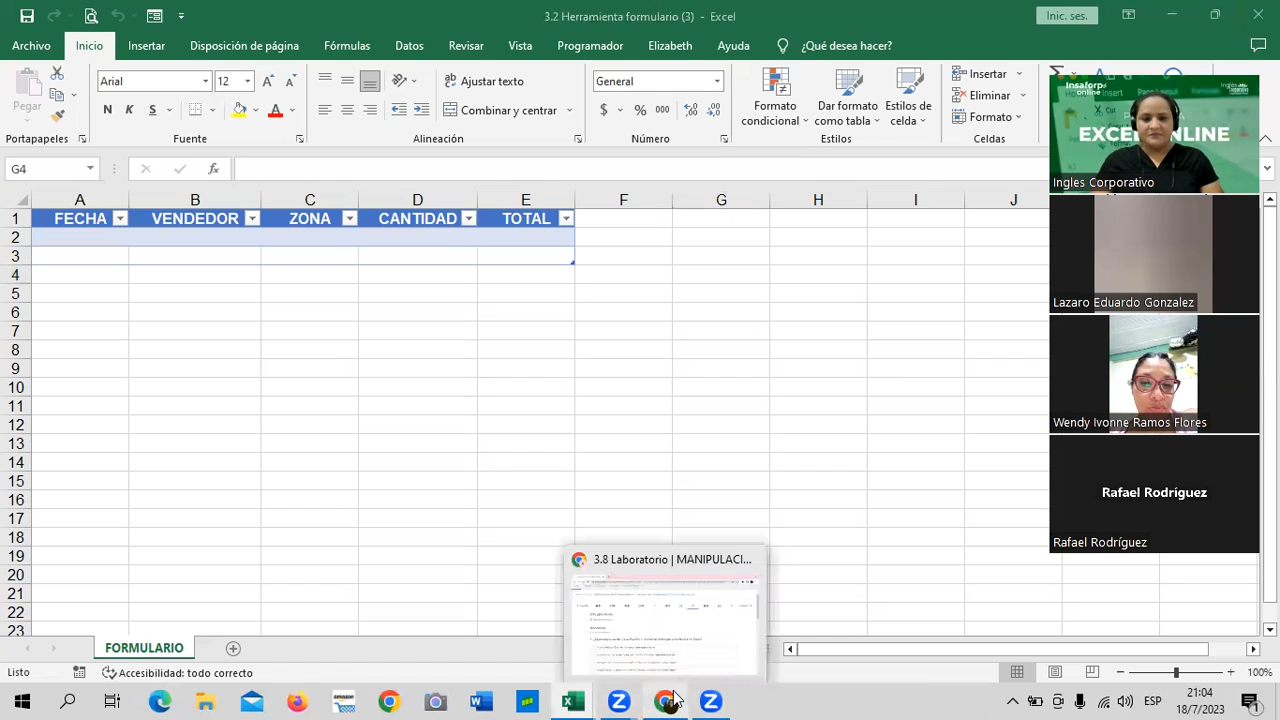 3.2 Herramienta formulario (3) - Excel
Inic. ses.
Archivo Inicio Insertar Disposición de página Fórmulas Datos Revisar Vista Programador Elizabeth Ayuda ¿Qué desea hacer?
Pegar
Arial 12
N K S
Ajustar texto
Combinar y centrar
General
$ % 000
Formato condicional
Dar formato como tabla
Estilos de celda
Insertar
Eliminar
Formato
Portapapeles Fuente Número Estilos Celdas
G4
fx
A B C D E F G H I J
1 FECHA VENDEDOR ZONA CANTIDAD TOTAL
2
3
4
5
6
7
8
9
10
11
12
13
14
15
16
17
18
19
20
21
22
23
Insaforp online
EXCEL ONLINE
Ingles Corporativo
Lazaro Eduardo Gonzalez
Wendy Ivonne Ramos Flores
Rafael Rodríguez
Rafael Rodríguez
3.8 Laboratorio | MANIPULACI...
FORMULARIO
Listo
Accesibilidad: todo correcto
100%
ESP
21:04
18/7/2023
1